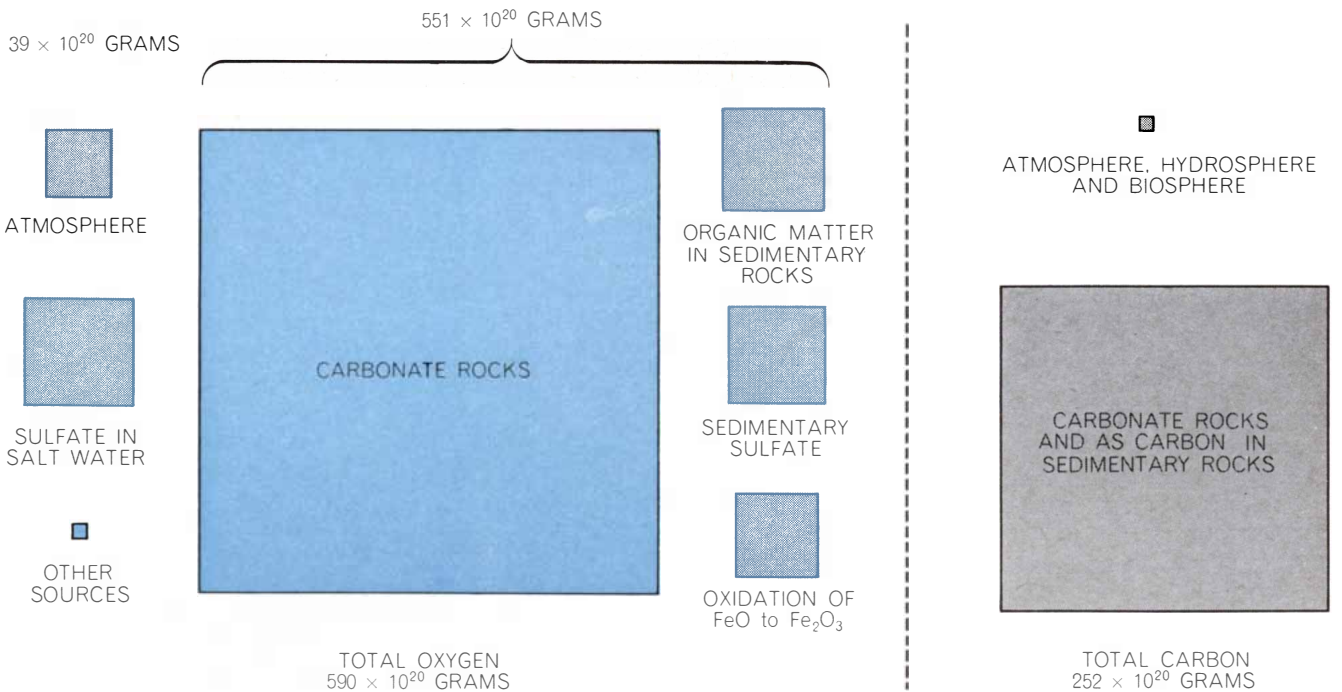 39 × 10²⁰ GRAMS
551 × 10²⁰ GRAMS
ATMOSPHERE
SULFATE IN
SALT WATER
OTHER
SOURCES
CARBONATE ROCKS
ORGANIC MATTER
IN SEDIMENTARY
ROCKS
SEDIMENTARY
SULFATE
OXIDATION OF
FeO to Fe₂O₃
TOTAL OXYGEN
590 × 10²⁰ GRAMS
ATMOSPHERE, HYDROSPHERE
AND BIOSPHERE
CARBONATE ROCKS
AND AS CARBON IN
SEDIMENTARY ROCKS
TOTAL CARBON
252 × 10²⁰ GRAMS